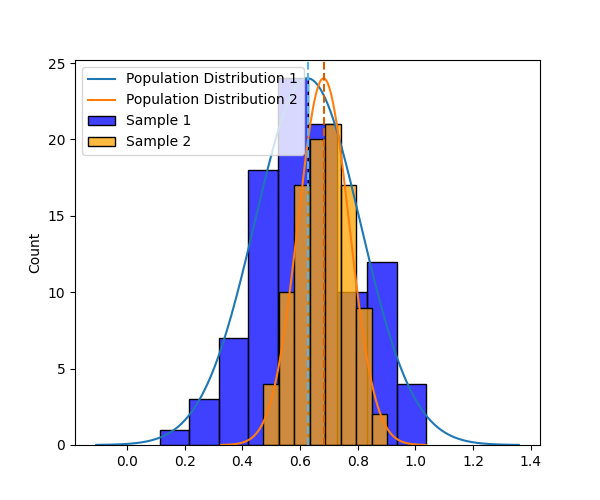 25
20
15
10
5
0
Count
Population Distribution 1
Population Distribution 2
Sample 1
Sample 2
0.0 0.2 0.4 0.6 0.8 1.0 1.2 1.4